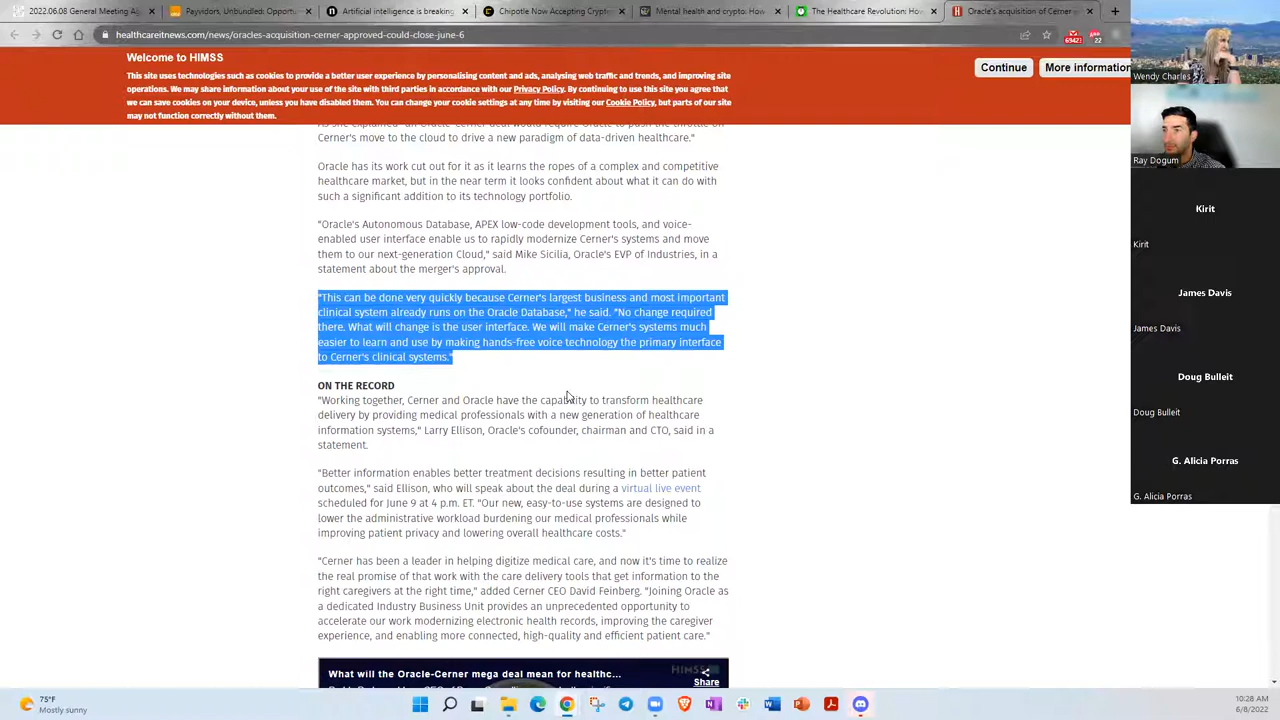 2022.06.08 General Meeting Ag
Payvidors, Unbundled: Opportun
Artificial intelligence is breaking
Chipotle Now Accepting Crypto
Mental health and crypto: How
The Healthcare Revolution: How
Oracle's acquisition of Cerner
healthcareitnews.com/news/oracles-acquisition-cerner-approved-could-close-june-6
Welcome to HIMSS
This site uses technologies such as cookies to provide a better user experience by personalising content and ads, analysing web traffic and trends, and improving site
operations. We may share information about your use of the site with third parties in accordance with our Privacy Policy. By continuing to use this site you agree that
we can save cookies on your device, unless you have disabled them. You can change your cookie settings at any time by visiting our Cookie Policy, but parts of our site
may not function correctly without them.
Continue
More information
Cerner's move to the cloud to drive a new paradigm of data-driven healthcare."
Oracle has its work cut out for it as it learns the ropes of a complex and competitive
healthcare market, but in the near term it looks confident about what it can do with
such a significant addition to its technology portfolio.
"Oracle's Autonomous Database, APEX low-code development tools, and voice-
enabled user interface enable us to rapidly modernize Cerner's systems and move
them to our next-generation Cloud," said Mike Sicilia, Oracle's EVP of Industries, in a
statement about the merger's approval.
"This can be done very quickly because Cerner's largest business and most important
clinical system already runs on the Oracle Database," he said. "No change required
there. What will change is the user interface. We will make Cerner's systems much
easier to learn and use by making hands-free voice technology the primary interface
to Cerner's clinical systems."
ON THE RECORD
"Working together, Cerner and Oracle have the capability to transform healthcare
delivery by providing medical professionals with a new generation of healthcare
information systems," Larry Ellison, Oracle's cofounder, chairman and CTO, said in a
statement.
"Better information enables better treatment decisions resulting in better patient
outcomes," said Ellison, who will speak about the deal during a virtual live event
scheduled for June 9 at 4 p.m. ET. "Our new, easy-to-use systems are designed to
lower the administrative workload burdening our medical professionals while
improving patient privacy and lowering overall healthcare costs."
"Cerner has been a leader in helping digitize medical care, and now it's time to realize
the real promise of that work with the care delivery tools that get information to the
right caregivers at the right time," added Cerner CEO David Feinberg. "Joining Oracle as
a dedicated Industry Business Unit provides an unprecedented opportunity to
accelerate our work modernizing electronic health records, improving the caregiver
experience, and enabling more connected, high-quality and efficient patient care."
What will the Oracle-Cerner mega deal mean for healthc...
HIMSS
Share
Wendy Charles
Ray Dogum
Kirit
Kirit
James Davis
James Davis
Doug Bulleit
Doug Bulleit
G. Alicia Porras
G. Alicia Porras
75°F
Mostly sunny
10:28 AM
6/8/2022